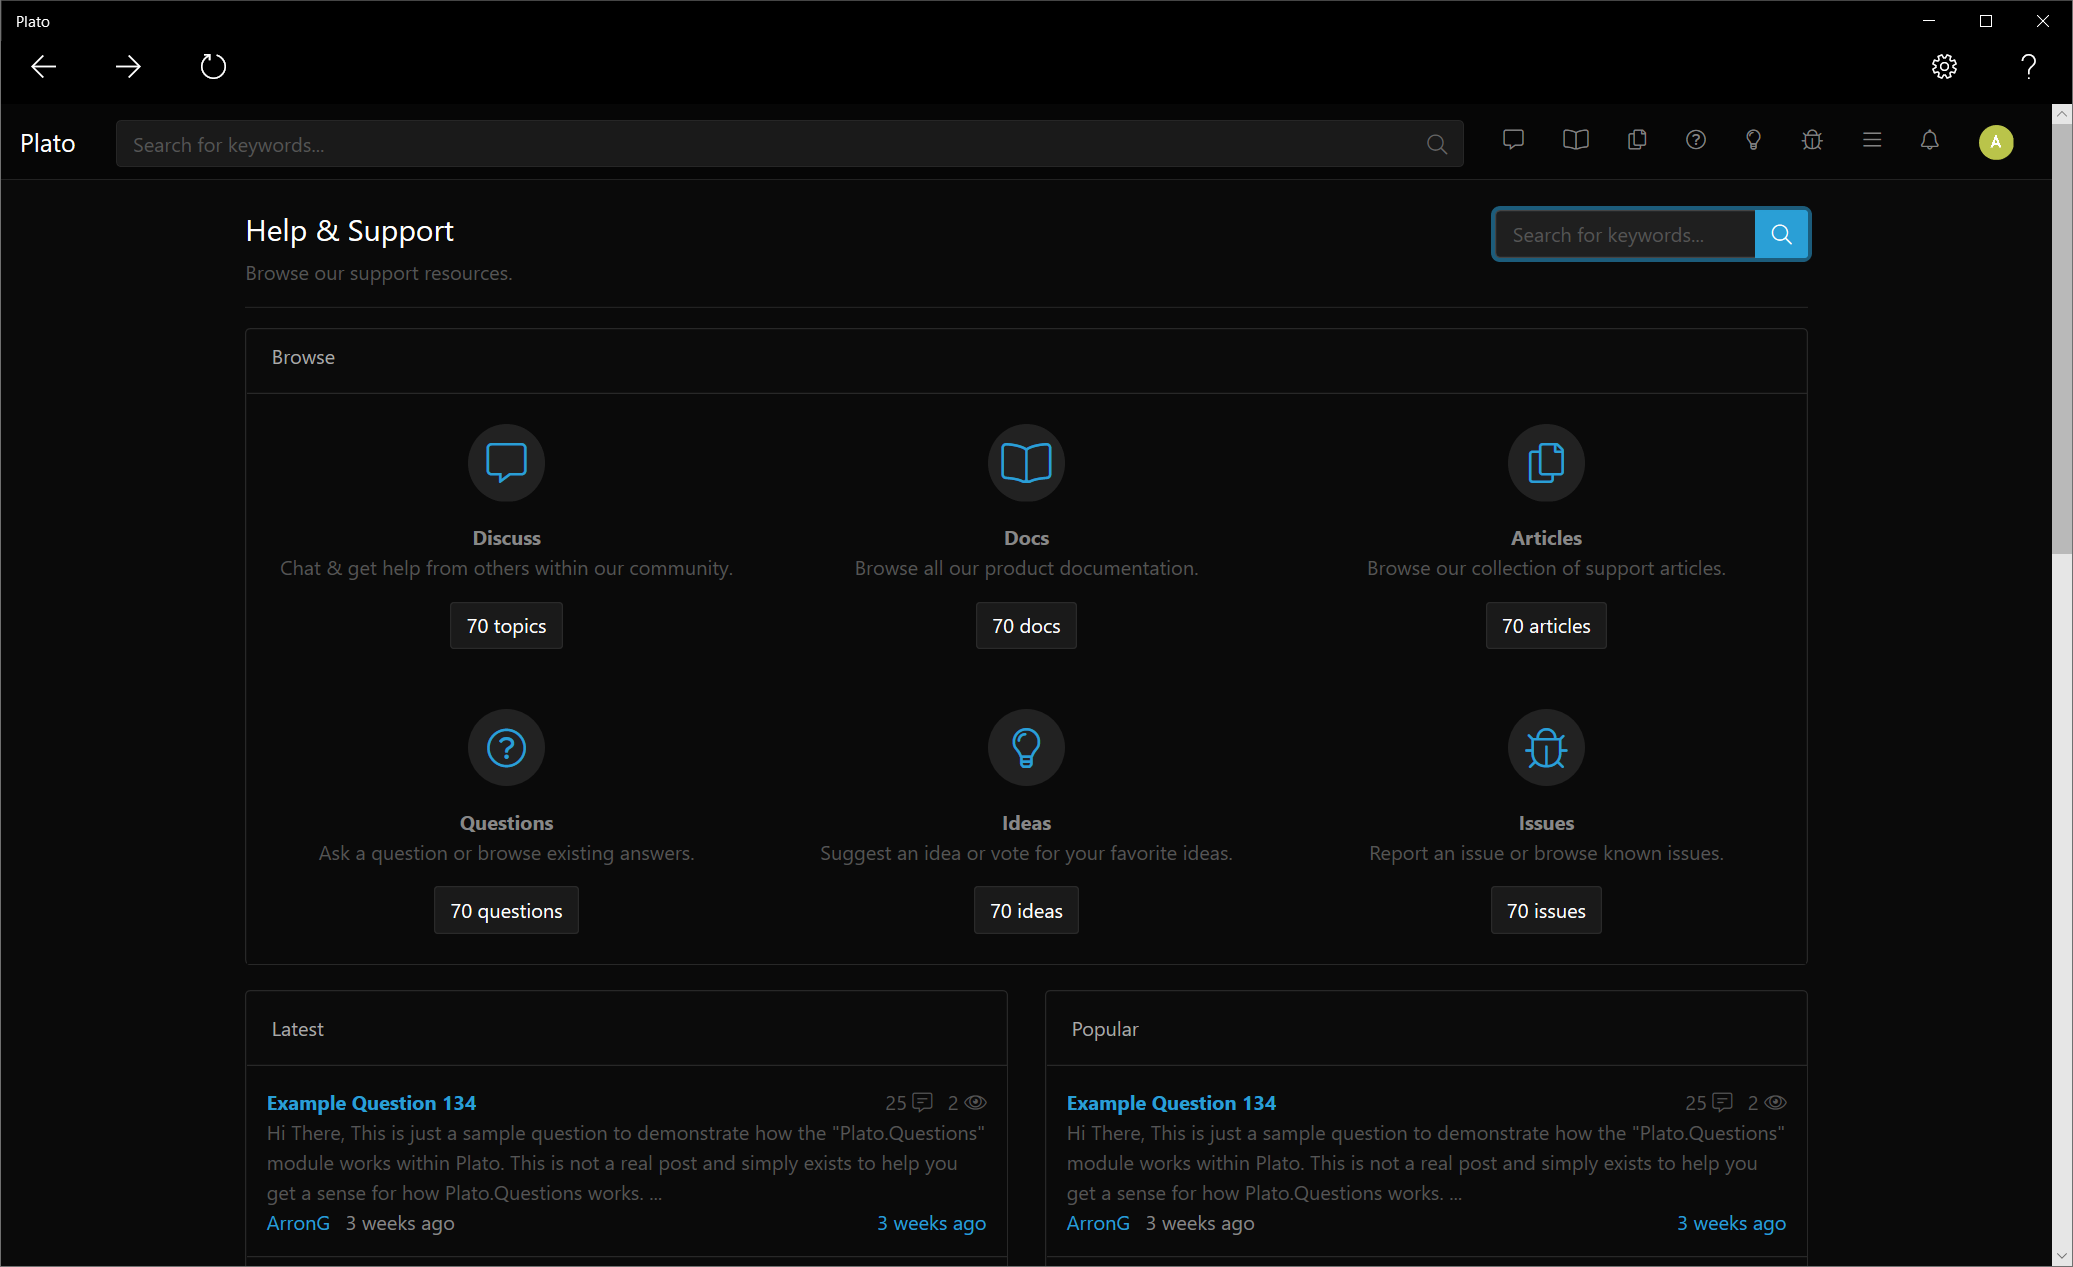 Plato
Plato
Search for keywords...
A
Help & Support
Browse our support resources.
Search for keywords...
Browse
Discuss
Chat & get help from others within our community.
70 topics
Docs
Browse all our product documentation.
70 docs
Articles
Browse our collection of support articles.
70 articles
Questions
Ask a question or browse existing answers.
70 questions
Ideas
Suggest an idea or vote for your favorite ideas.
70 ideas
Issues
Report an issue or browse known issues.
70 issues
Latest
Example Question 134
25 2
Hi There, This is just a sample question to demonstrate how the "Plato.Questions"
module works within Plato. This is not a real post and simply exists to help you
get a sense for how Plato.Questions works. ...
ArronG 3 weeks ago 3 weeks ago
Popular
Example Question 134
25 2
Hi There, This is just a sample question to demonstrate how the "Plato.Questions"
module works within Plato. This is not a real post and simply exists to help you
get a sense for how Plato.Questions works. ...
ArronG 3 weeks ago 3 weeks ago